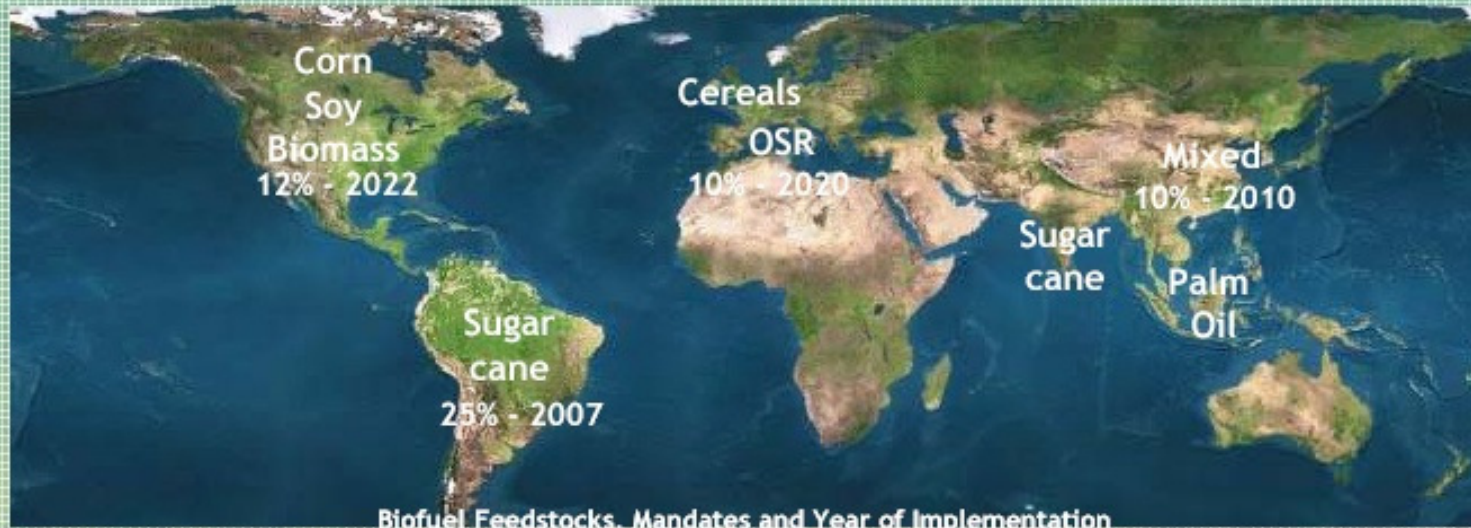 Corn
Soy
Biomass
12% - 2022
Cereals
OSR
10% - 2020
Mixed
10% - 2010
Sugar
cane
Palm
Oil
Sugar
cane
25% - 2007
Biofuel Feedstocks, Mandates and Year of Implementation